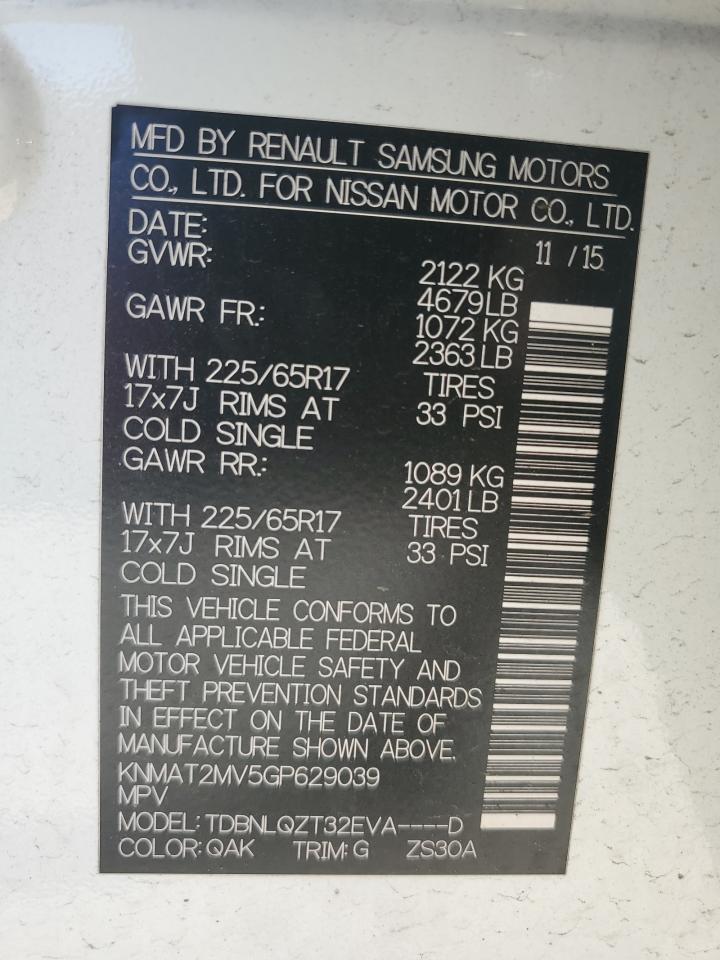 MFD BY RENAULT SAMSUNG MOTORS
CO., LTD. FOR NISSAN MOTOR CO., LTD.
DATE: 11 / 15
GVWR: 2122 KG
4679 LB
GAWR FR.: 1072 KG
2363 LB
WITH 225/65R17 TIRES
17x7J RIMS AT 33 PSI
COLD SINGLE
GAWR RR.: 1089 KG
2401 LB
WITH 225/65R17 TIRES
17x7J RIMS AT 33 PSI
COLD SINGLE
THIS VEHICLE CONFORMS TO
ALL APPLICABLE FEDERAL
MOTOR VEHICLE SAFETY AND
THEFT PREVENTION STANDARDS
IN EFFECT ON THE DATE OF
MANUFACTURE SHOWN ABOVE.
KNMAT2MV5GP629039
MPV
MODEL: TDBNLQZT32EVA----D
COLOR: QAK TRIM: G ZS30A